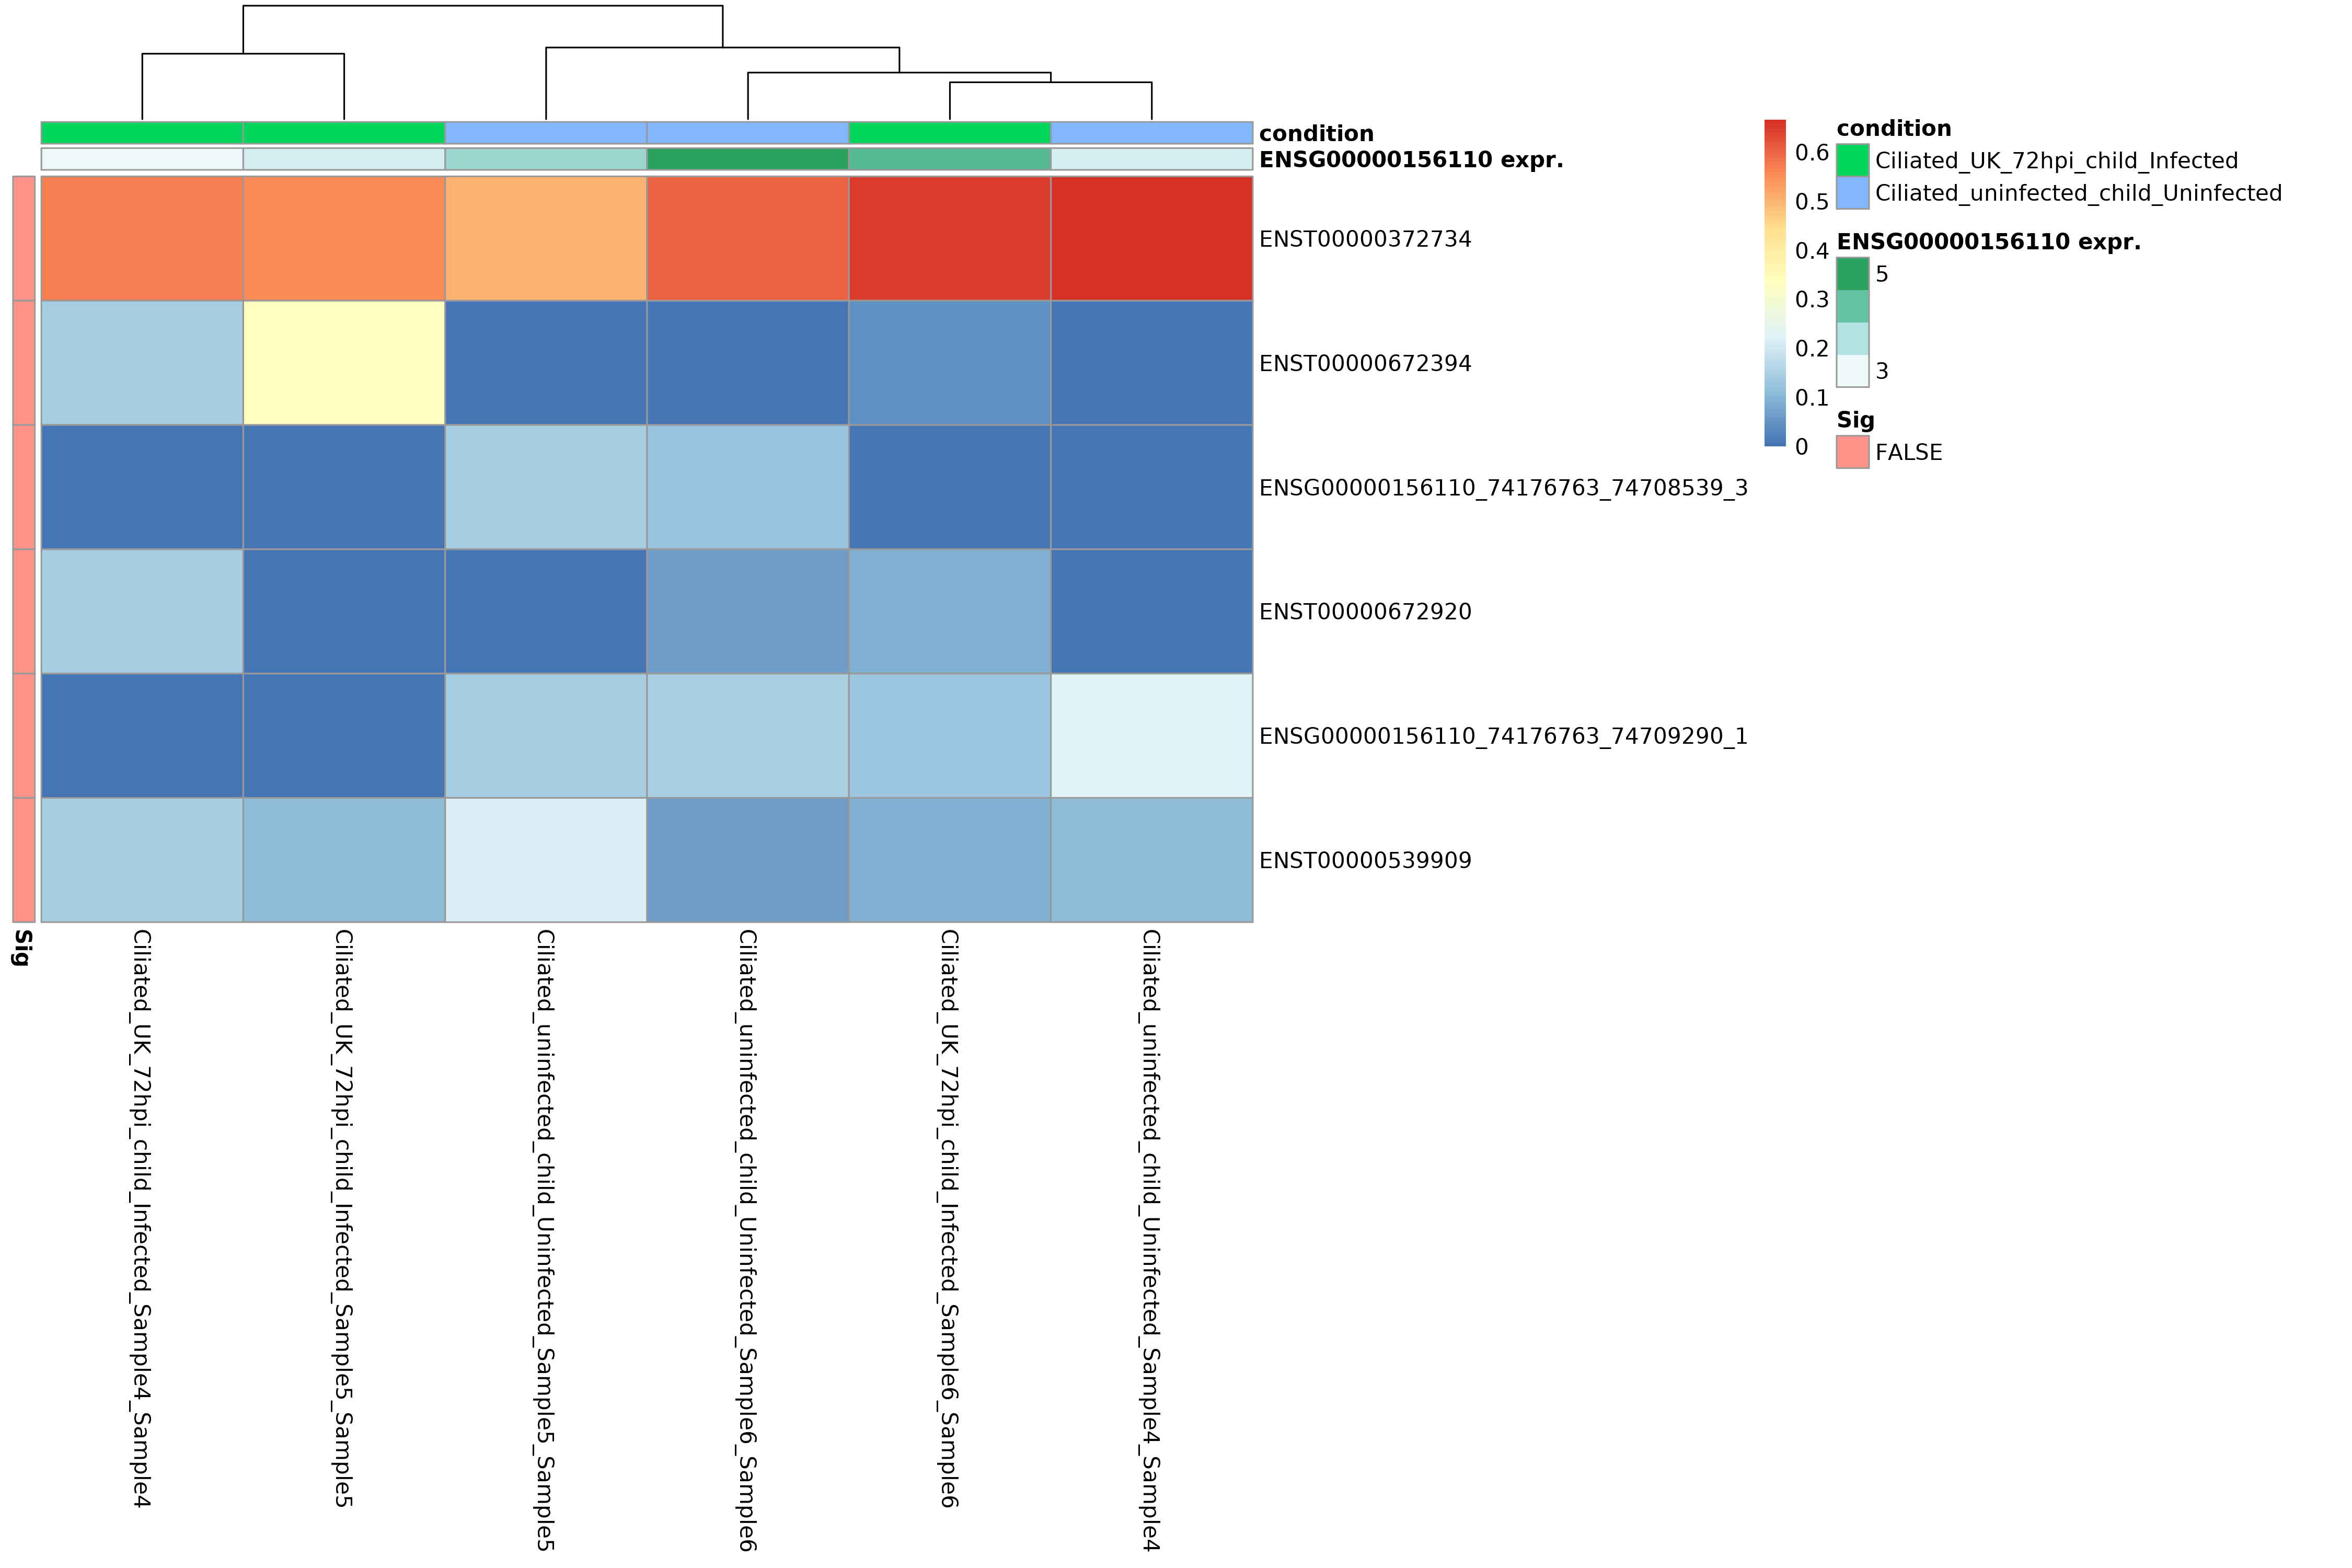 condition
ENSG00000156110 expr.
ENST00000372734
ENST00000672394
ENSG00000156110_74176763_74708539_3
ENST00000672920
ENSG00000156110_74176763_74709290_1
ENST00000539909
Sig
Ciliated_UK_72hpi_child_Infected_Sample4_Sample4
Ciliated_UK_72hpi_child_Infected_Sample5_Sample5
Ciliated_uninfected_child_Uninfected_Sample5_Sample5
Ciliated_uninfected_child_Uninfected_Sample6_Sample6
Ciliated_UK_72hpi_child_Infected_Sample6_Sample6
Ciliated_uninfected_child_Uninfected_Sample4_Sample4
0.6
0.5
0.4
0.3
0.2
0.1
0
condition
Ciliated_UK_72hpi_child_Infected
Ciliated_uninfected_child_Uninfected
ENSG00000156110 expr.
5
3
Sig
FALSE